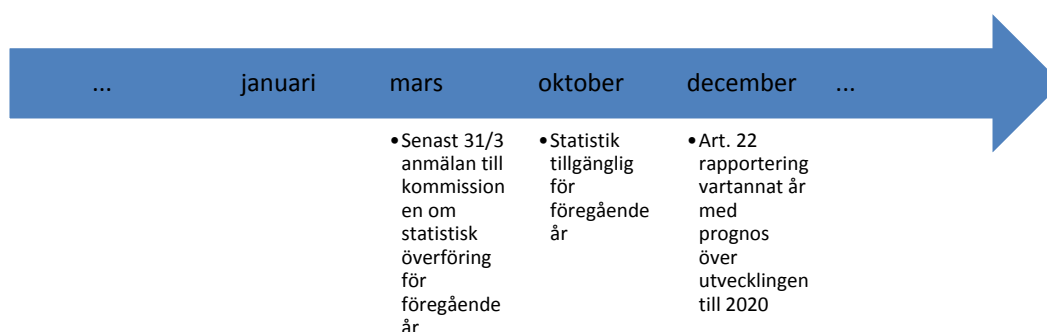 ... januari mars oktober december ...
•Senast 31/3
anmälan till
kommission
en om
statistisk
överföring
för
föregående
år
•Statistik
tillgänglig
för
föregående
år
•Art. 22
rapportering
vartannat år
med
prognos
över
utvecklingen
till 2020